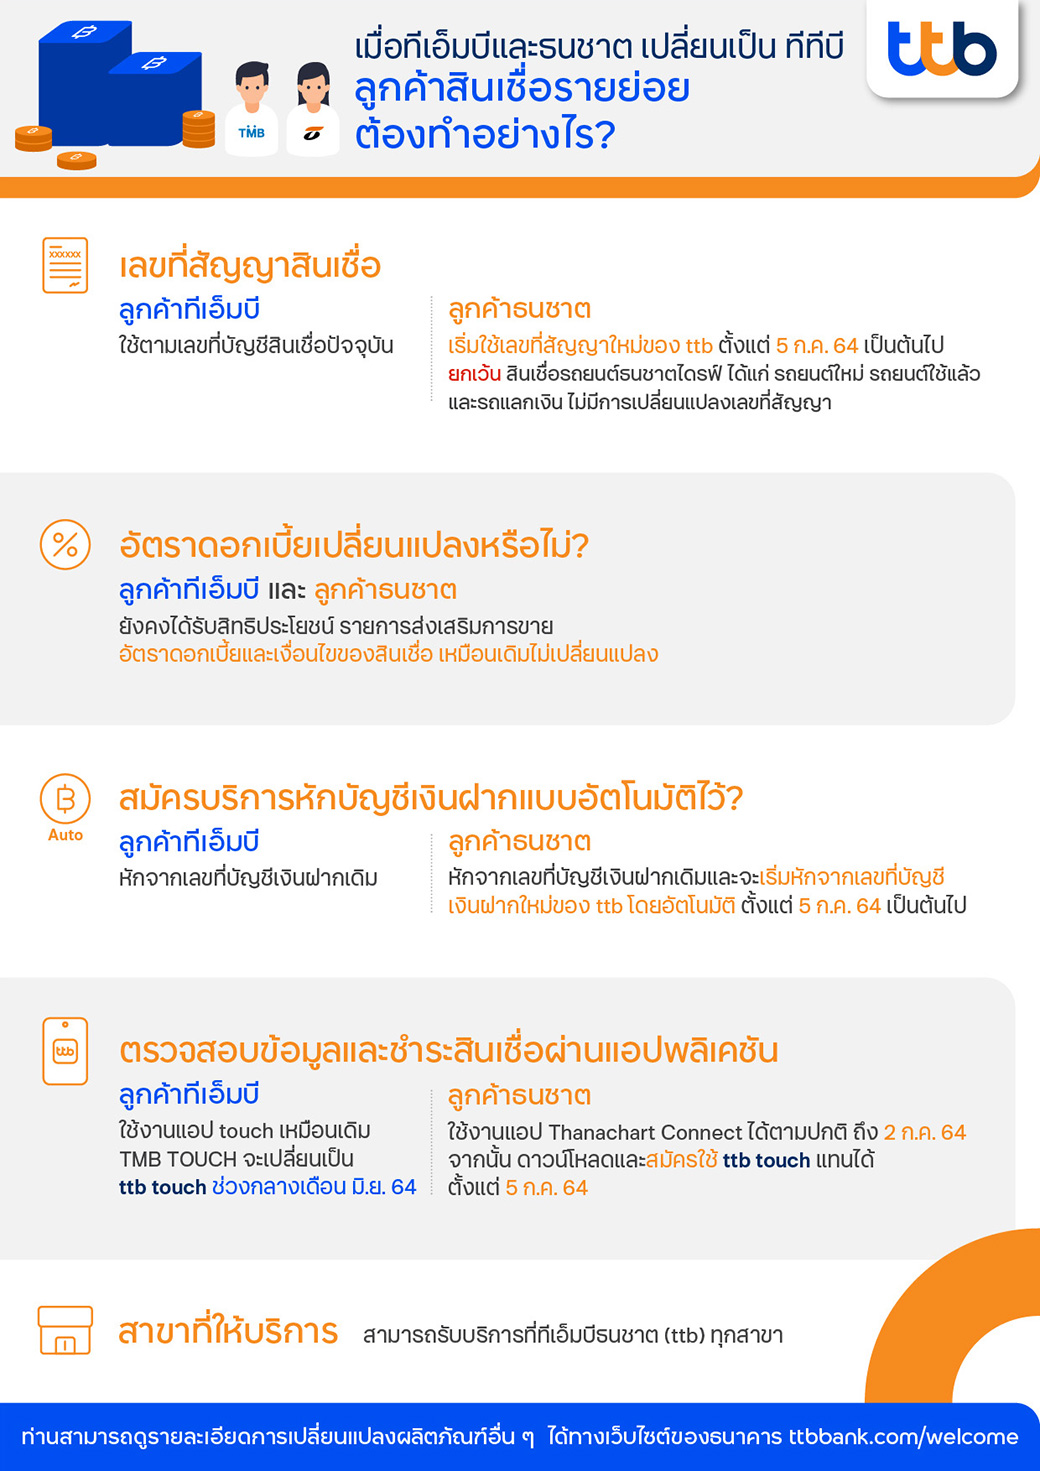 เมื่อทีเอ็มบีและธนชาต เปลี่ยนเป็น ทีทีบี
ลูกค้าสินเชื่อรายย่อย
ต้องทำอย่างไร?
ttb
TMB
xxxxxx
เลขที่สัญญาสินเชื่อ
ลูกค้าทีเอ็มบี
ใช้ตามเลขที่บัญชีสินเชื่อปัจจุบัน
ลูกค้าธนชาต
เริ่มใช้เลขที่สัญญาใหม่ของ ttb ตั้งแต่ 5 ก.ค. 64 เป็นต้นไป
ยกเว้น สินเชื่อรถยนต์ธนชาตไดรฟ์ ได้แก่ รถยนต์ใหม่ รถยนต์ใช้แล้ว
และรถแลกเงิน ไม่มีการเปลี่ยนแปลงเลขที่สัญญา
%
อัตราดอกเบี้ยเปลี่ยนแปลงหรือไม่?
ลูกค้าทีเอ็มบี และ ลูกค้าธนชาต
ยังคงได้รับสิทธิประโยชน์ รายการส่งเสริมการขาย
อัตราดอกเบี้ยและเงื่อนไขของสินเชื่อ เหมือนเดิมไม่เปลี่ยนแปลง
Auto
สมัครบริการหักบัญชีเงินฝากแบบอัตโนมัติไว้?
ลูกค้าทีเอ็มบี
หักจากเลขที่บัญชีเงินฝากเดิม
ลูกค้าธนชาต
หักจากเลขที่บัญชีเงินฝากเดิมและจะเริ่มหักจากเลขที่บัญชี
เงินฝากใหม่ของ ttb โดยอัตโนมัติ ตั้งแต่ 5 ก.ค. 64 เป็นต้นไป
ttb
ตรวจสอบข้อมูลและชำระสินเชื่อผ่านแอปพลิเคชัน
ลูกค้าทีเอ็มบี
ใช้งานแอป touch เหมือนเดิม
TMB TOUCH จะเปลี่ยนเป็น
ttb touch ช่วงกลางเดือน มิ.ย. 64
ลูกค้าธนชาต
ใช้งานแอป Thanachart Connect ได้ตามปกติ ถึง 2 ก.ค. 64
จากนั้น ดาวน์โหลดและสมัครใช้ ttb touch แทนได้
ตั้งแต่ 5 ก.ค. 64
สาขาที่ให้บริการ
สามารถรับบริการที่ทีเอ็มบีธนชาต (ttb) ทุกสาขา
ท่านสามารถดูรายละเอียดการเปลี่ยนแปลงผลิตภัณฑ์อื่น ๆ ได้ทางเว็บไซต์ของธนาคาร ttbbank.com/welcome